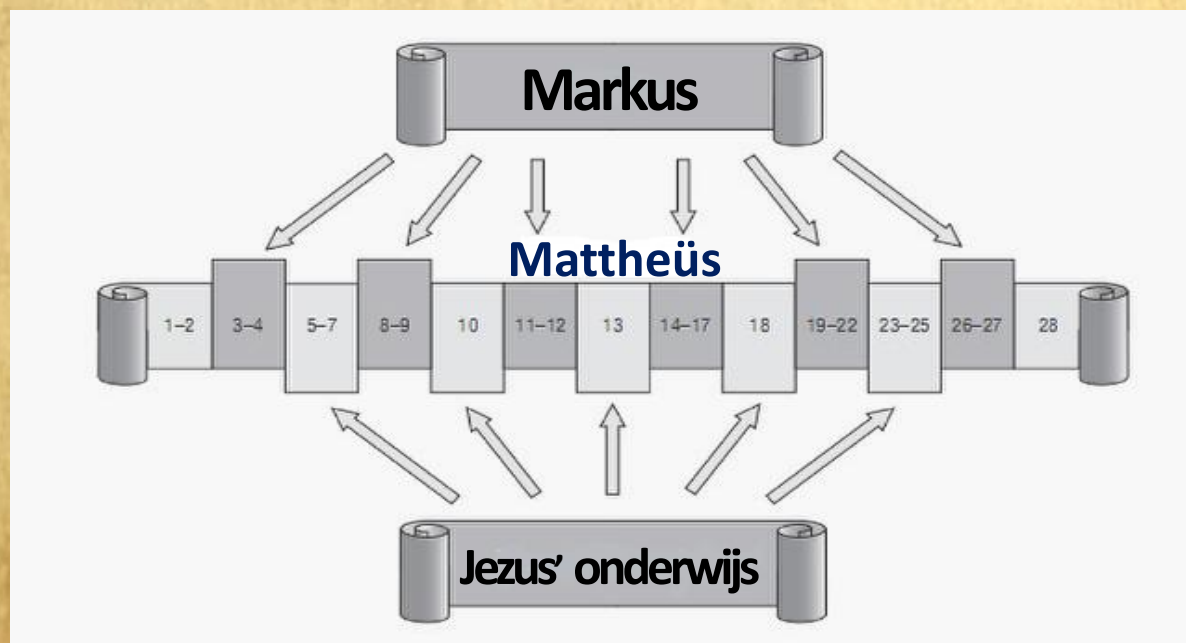 Markus
Mattheüs
1–2 3–4 5–7 8–9 10 11–12 13 14–17 18 19–22 23–25 26–27 28
Jezus’ onderwijs